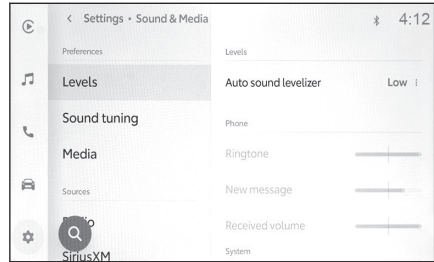 < Settings • Sound & Media
4:12
Preferences
Levels
Sound tuning
Media
Sources
SiriusXM
Levels
Auto sound levelizer
Low
Phone
Ringtone
New message
Received volume
System